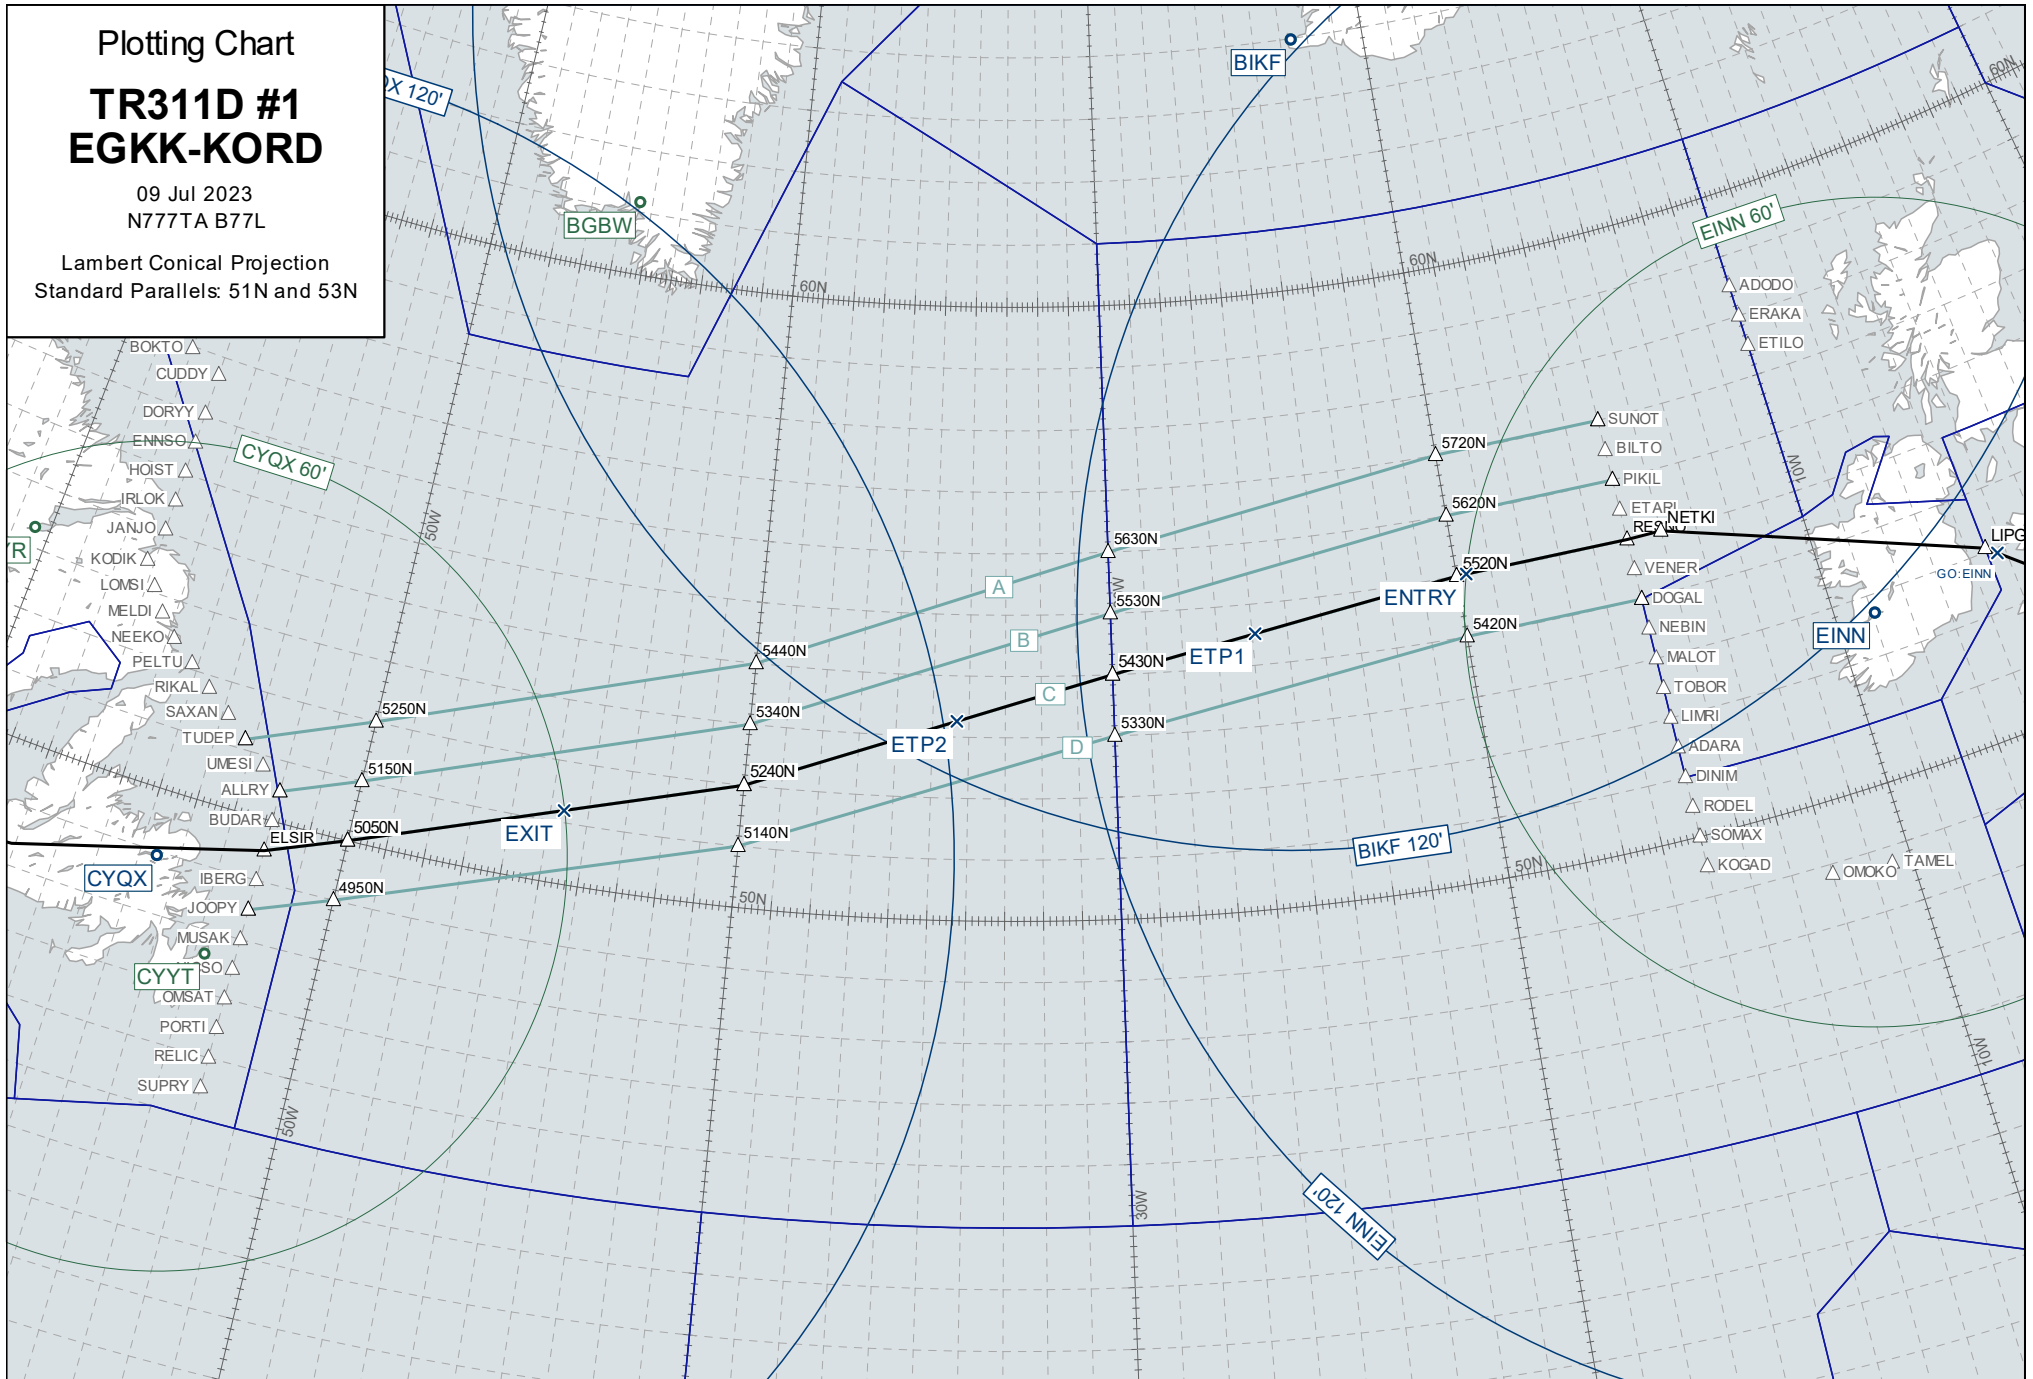 Plotting Chart
TR311D #1
EGKK-KORD
09 Jul 2023
N777TA B77L
Lambert Conical Projection
Standard Parallels: 51N and 53N
BIKF
120'
BGBW
EINN 60'
60N
60N
60N
ADODO
ERAKA
ETILO
BOKTO
CUDDY
DORYY
ENNSO
HOIST
IRLOK
JANJO
KODIK
LOMSI
MELDI
NEEKO
PELTU
RIKAL
SAXAN
TUDEP
UMESI
ALLRY
BUDAR
ELSIR
IBERG
JOOPY
MUSAK
OMSAT
PORTI
RELIC
SUPRY
CYQX 60'
50W
SUNOT
BILTO
PIKIL
ETARI
NETKI
VENER
DOGAL
NEBIN
MALOT
TOBOR
LIMRI
ADARA
DINIM
RODEL
SOMAX
KOGAD
OMOKO
TAMEL
10W
GO:EINN
EINN
5720N
5620N
5520N
5420N
ENTRY
5630N
5530N
5430N
5330N
A
B
C
D
ETP1
ETP2
5440N
5340N
5240N
5140N
EXIT
5250N
5150N
5050N
4950N
CYQX
CYYT
BIKF 120'
50N
50N
10W
50W
30W
EINN 120'